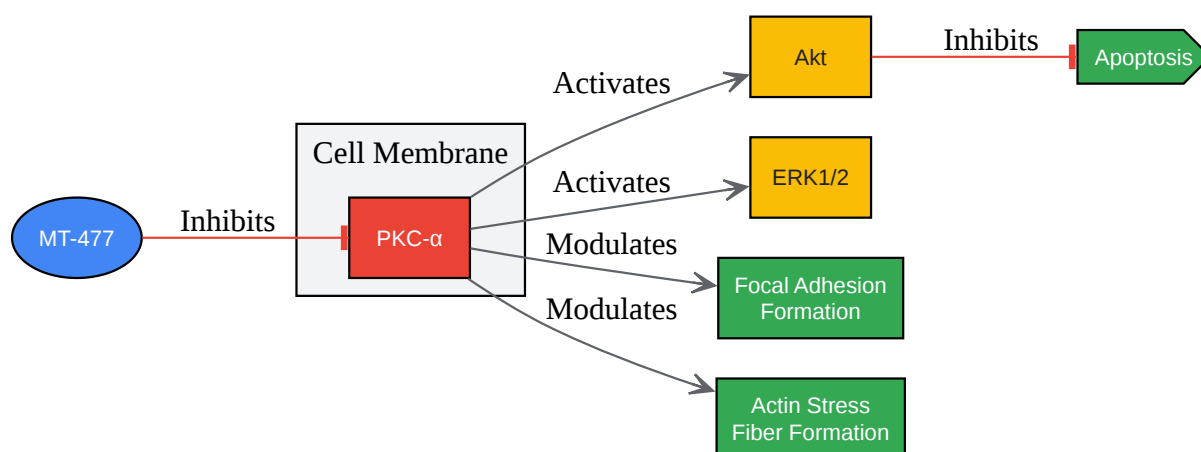 Akt
Inhibits
Apoptosis
Activates
Cell Membrane
ERK1/2
Activates
MT-477
Inhibits
PKC-α
Modulates
Focal Adhesion
Formation
Modulates
Actin Stress
Fiber Formation